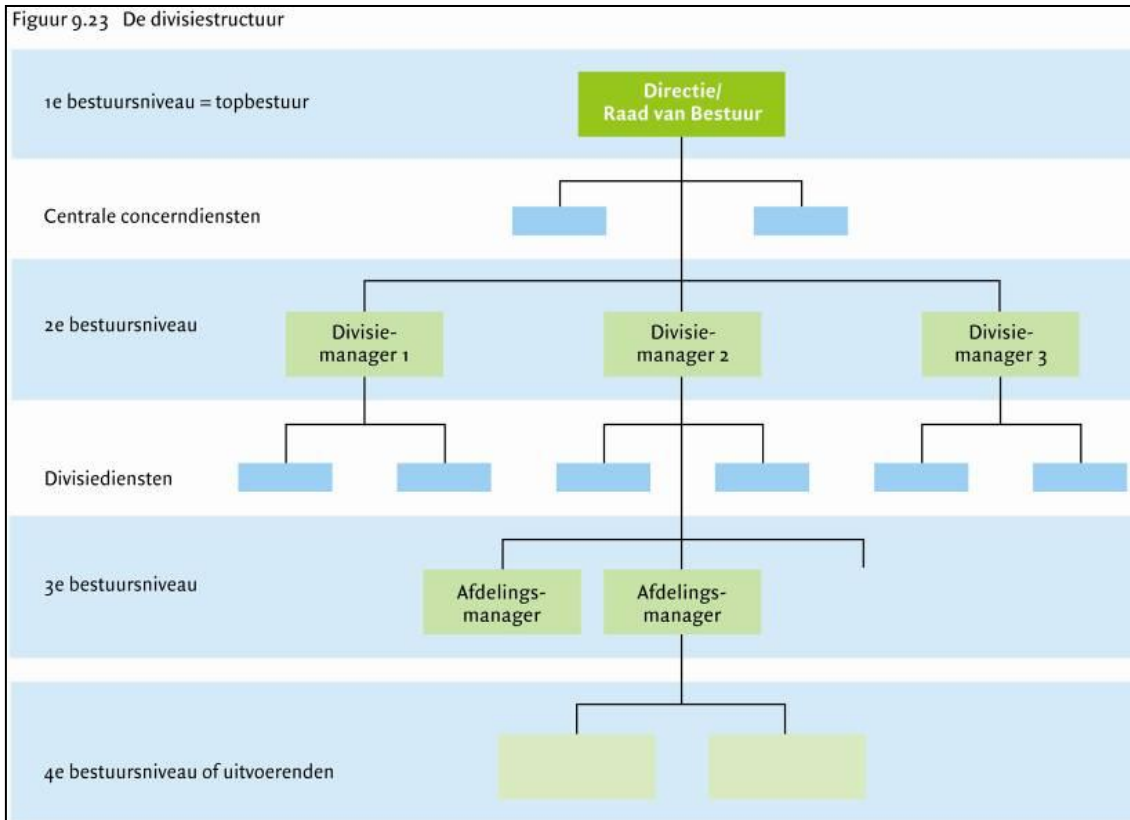 Figuur 9.23 De divisiestructuur
1e bestuursniveau = topbestuur
Directie/
Raad van Bestuur
Centrale concerndiensten
2e bestuursniveau
Divisie-
manager 1
Divisie-
manager 2
Divisie-
manager 3
Divisiediensten
3e bestuursniveau
Afdelings-
manager
Afdelings-
manager
4e bestuursniveau of uitvoerenden